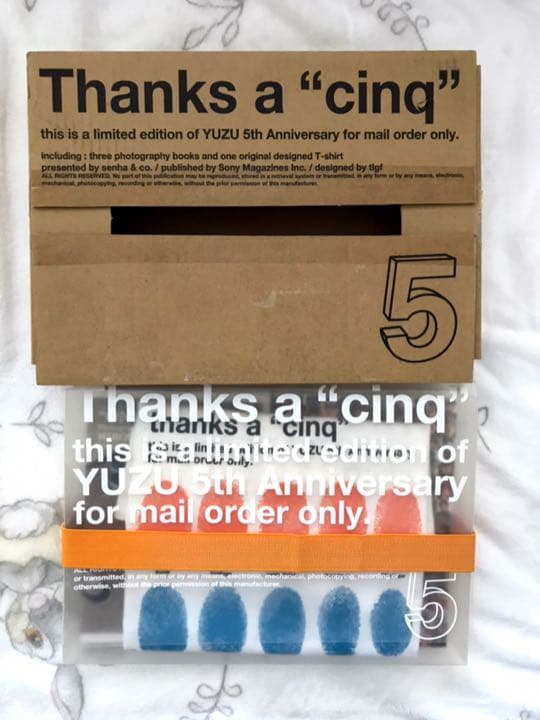 Thanks a “cinq”
this is a limited edition of YUZU 5th Anniversary for mail order only.
including : three photography books and one original designed T-shirt
presented by senha & co. / published by Sony Magazines Inc. / designed by tlgf
ALL RIGHTS RESERVED. No part of this publication may be reproduced, stored in a retrieval system or transmitted, in any form or by any means, electronic,
mechanical, photocopying, recording or otherwise, without the prior permission of this manufacturer.
5
Thanks a “cinq”
thanks a "cinq"
this is a limited edition of
YUZU 5th Anniversary
for mail order only.
or transmitted, in any form or by any means, electronic, mechanical, photocopying, recording or
otherwise, without the prior permission of this manufacturer.
5